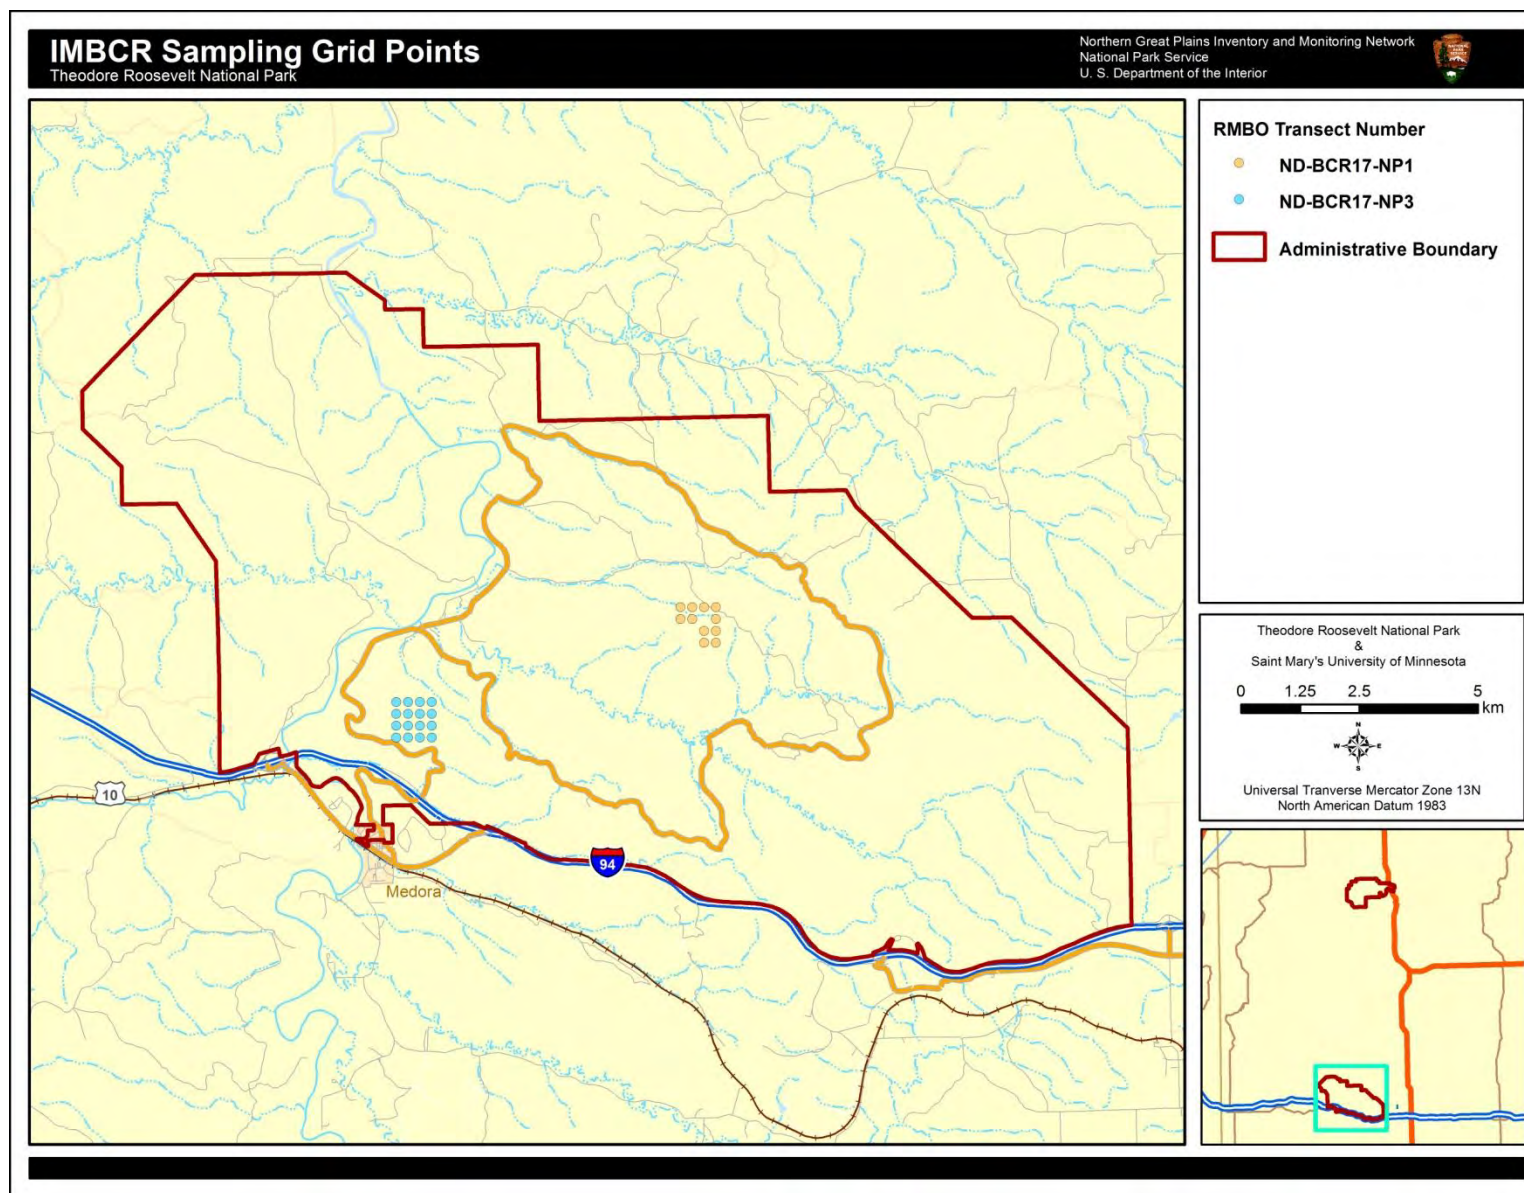 IMBCR Sampling Grid Points
Theodore Roosevelt National Park
Northern Great Plains Inventory and Monitoring Network
National Park Service
U. S. Department of the Interior
RMBO Transect Number
ND-BCR17-NP1
ND-BCR17-NP3
Administrative Boundary
Theodore Roosevelt National Park
&
Saint Mary's University of Minnesota
0 1.25 2.5 5
km
N
W E
S
Universal Tranverse Mercator Zone 13N
North American Datum 1983
10
94
Medora